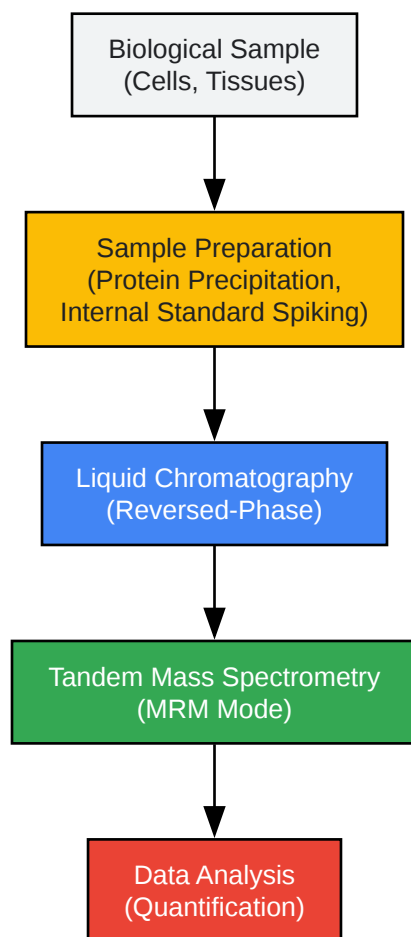 Biological Sample
(Cells, Tissues)
Sample Preparation
(Protein Precipitation,
Internal Standard Spiking)
Liquid Chromatography
(Reversed-Phase)
Tandem Mass Spectrometry
(MRM Mode)
Data Analysis
(Quantification)